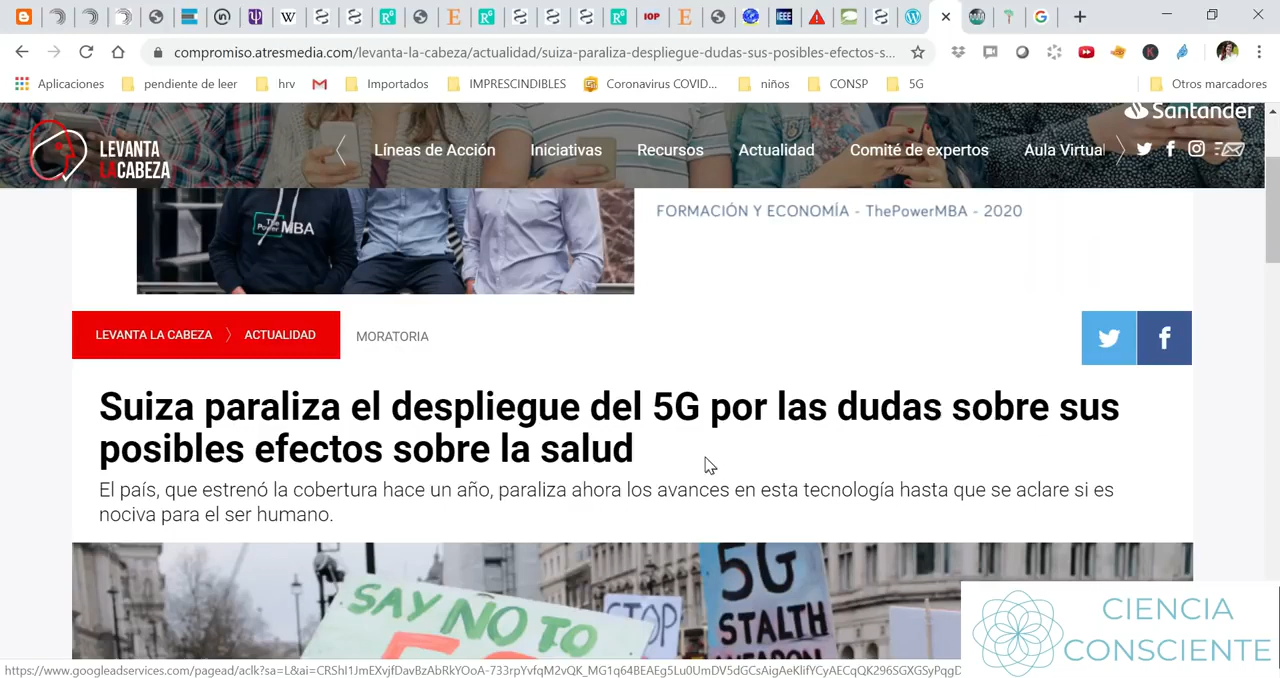 compromiso.atresmedia.com/levanta-la-cabeza/actualidad/suiza-paraliza-despliegue-dudas-sus-posibles-efectos-s...
Aplicaciones pendiente de leer hrv Importados IMPRESCINDIBLES Coronavirus COVID... niños CONSP 5G Otros marcadores
Santander
LEVANTA
LA CABEZA
Líneas de Acción Iniciativas Recursos Actualidad Comité de expertos Aula Virtual
The Power MBA
FORMACIÓN Y ECONOMÍA - ThePowerMBA - 2020
LEVANTA LA CABEZA ACTUALIDAD MORATORIA
Suiza paraliza el despliegue del 5G por las dudas sobre sus
posibles efectos sobre la salud
El país, que estrenó la cobertura hace un año, paraliza ahora los avances en esta tecnología hasta que se aclare si es
nociva para el ser humano.
SAY NO TO
STOP
5G
STALTH
CIENCIA
CONSCIENTE